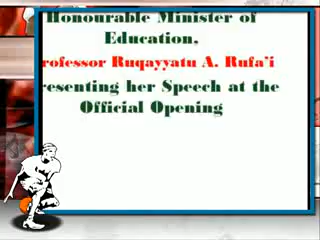 Honourable Minister of
Education,
rofessor Ruqayyatu A. Rufa'i
resenting her Speech at the
Official Opening